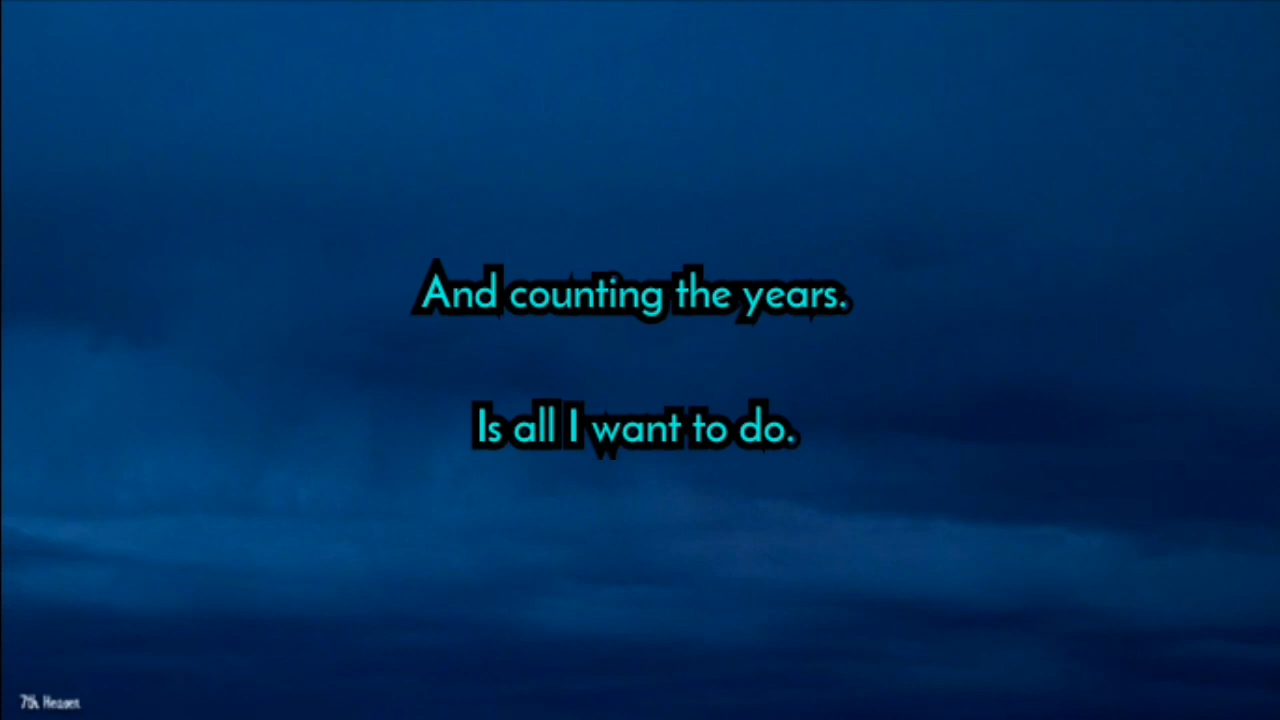 And counting the years.
Is all I want to do.
7th Heaven